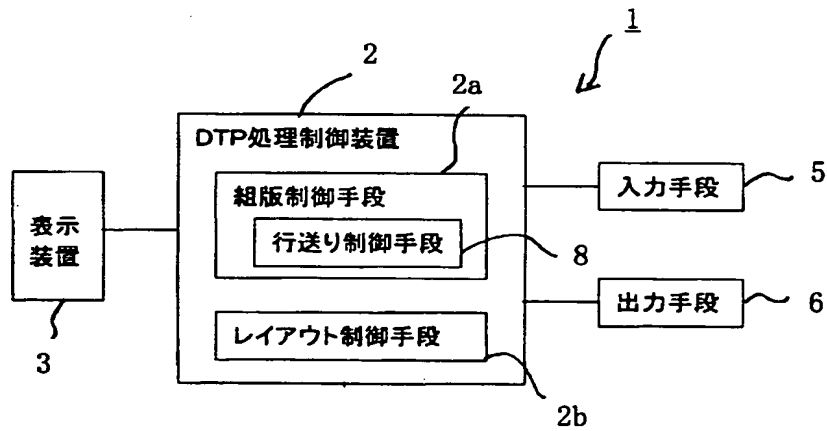 1
2
2a
DTP処理制御装置
組版制御手段
行送り制御手段
8
レイアウト制御手段
2b
表示
装置
3
入力手段
5
出力手段
6